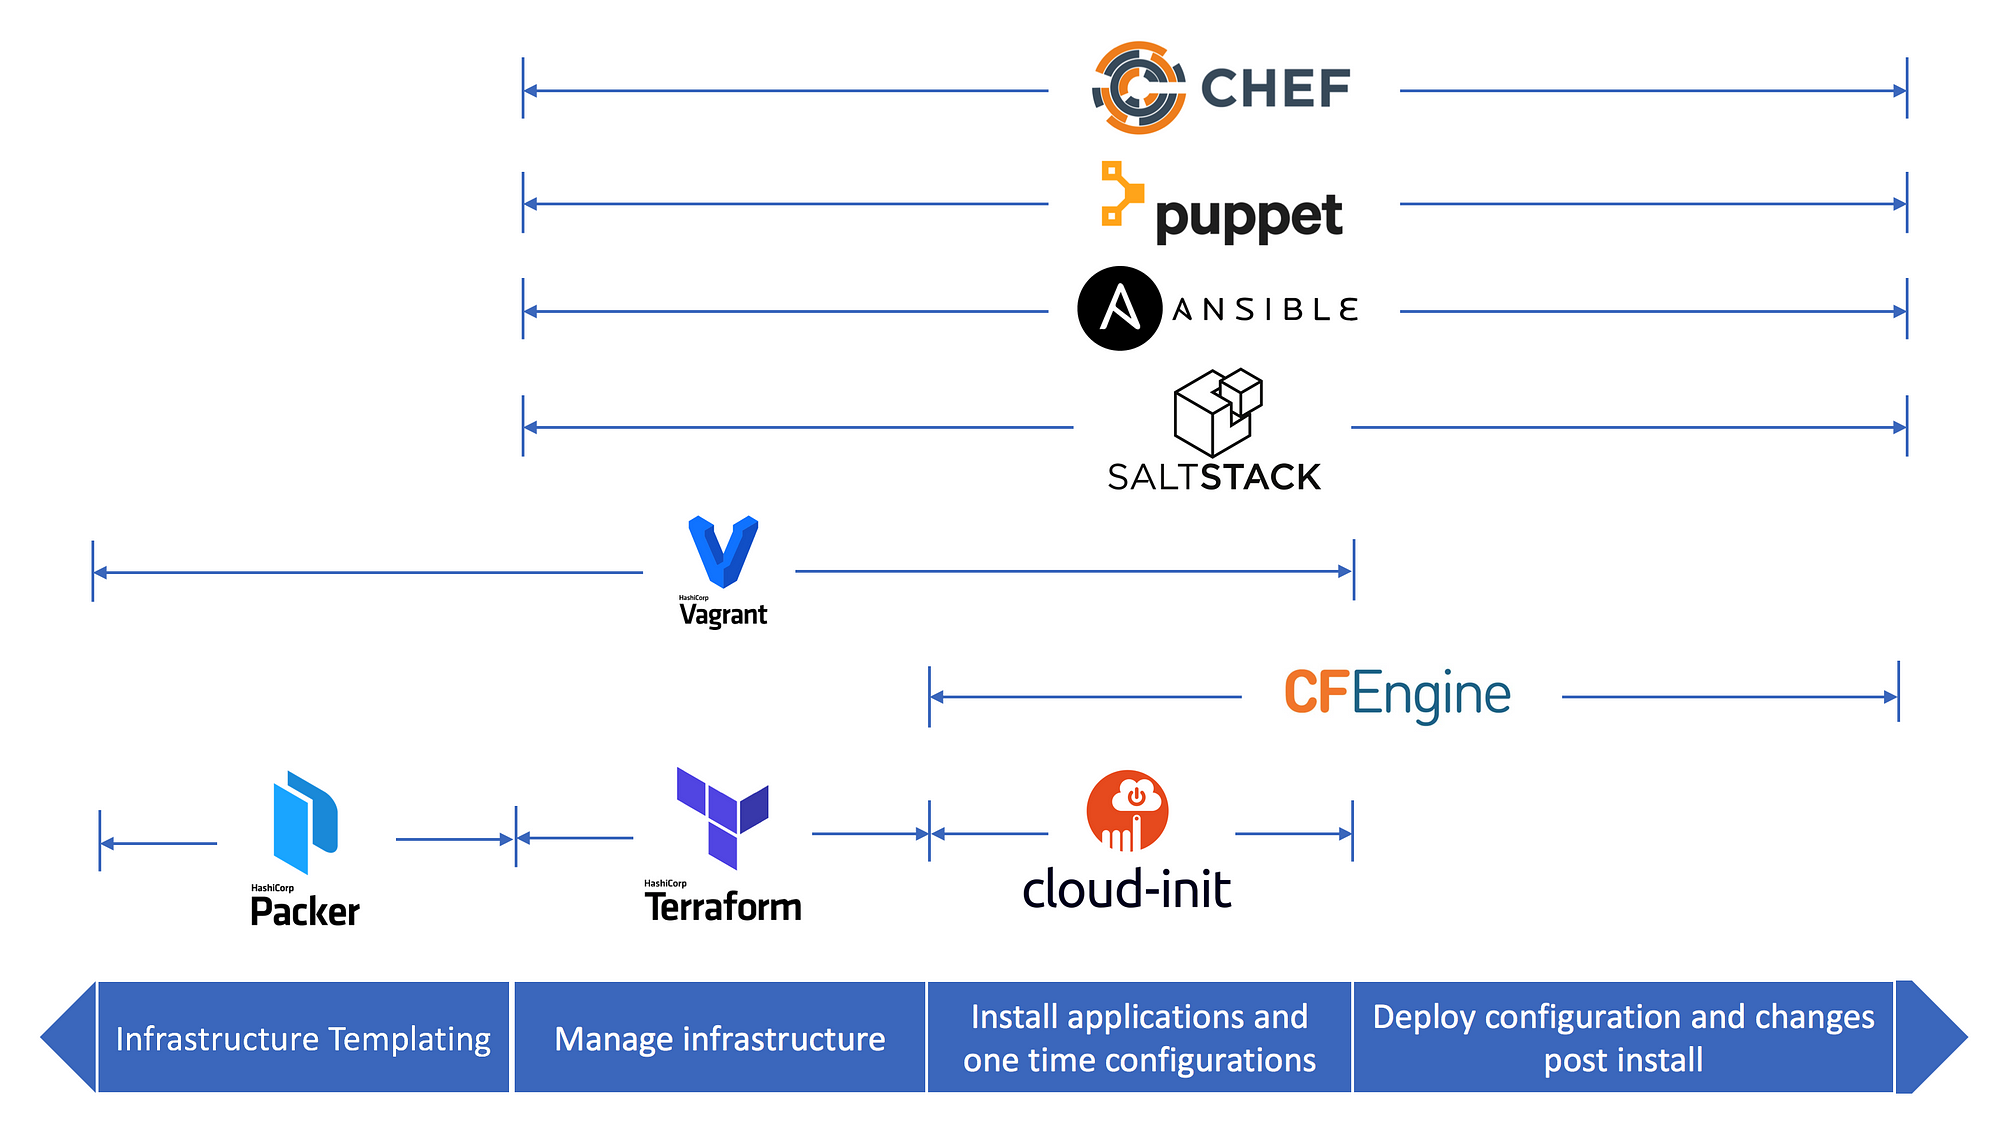 CHEF
puppet
ANSIBLE
SALTSTACK
HashiCorp
Vagrant
CFEngine
HashiCorp
Packer
HashiCorp
Terraform
cloud-init
Infrastructure Templating
Manage infrastructure
Install applications and
one time configurations
Deploy configuration and changes
post install